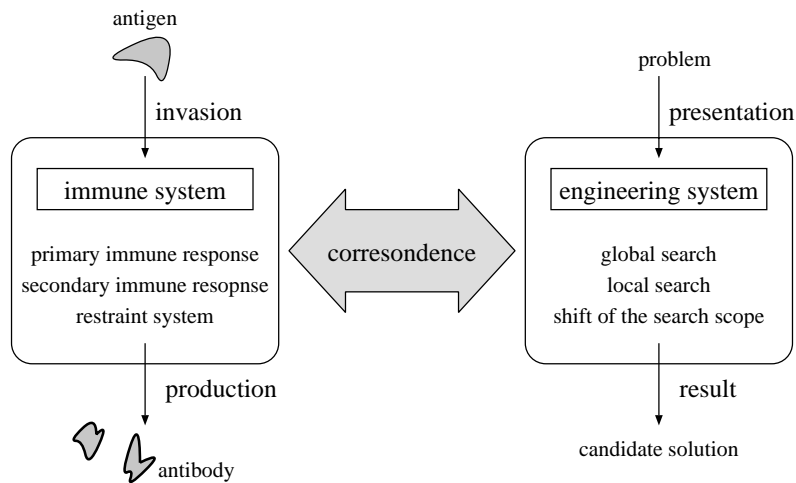 antigen
invasion
immune system
primary immune response
secondary immune resopnse
restraint system
production
antibody
corresondence
problem
presentation
engineering system
global search
local search
shift of the search scope
result
candidate solution